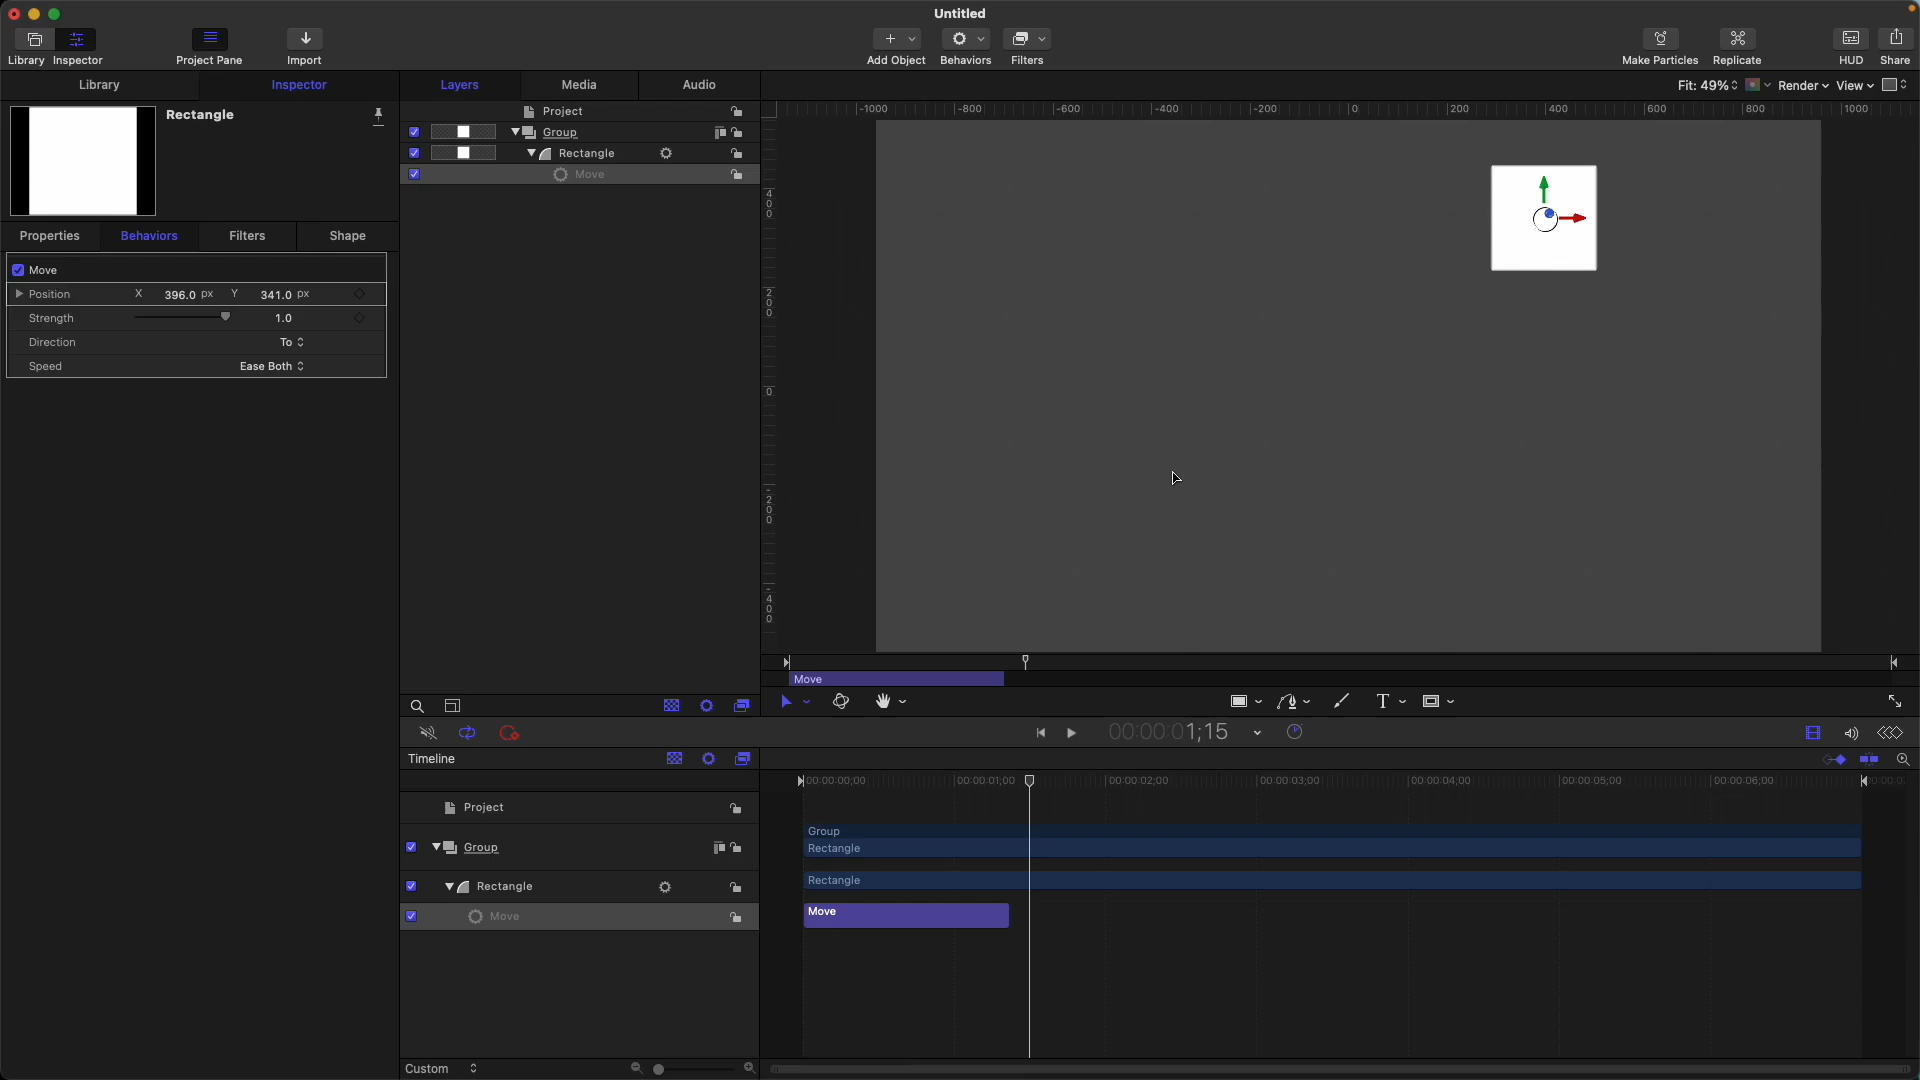 Untitled
Library Inspector Project Pane Import Add Object Behaviors Filters Make Particles Replicate HUD Share
Library Inspector Layers Media Audio Fit: 49% Render View
Rectangle
Project
Group
Rectangle
Move
-1000 -800 -600 -400 -200 0 200 400 600 800 1000
400
200
0
-200
-400
Properties Behaviors Filters Shape
Move
Position X 396.0 px Y 341.0 px
Strength 1.0
Direction To
Speed Ease Both
Move
T
00:00:01;15
Timeline
00:00:00;00 00:00:01;00 00:00:02;00 00:00:03;00 00:00:04;00 00:00:05;00 00:00:06;00
Project
Group
Group
Rectangle
Rectangle
Rectangle
Move
Move
Custom